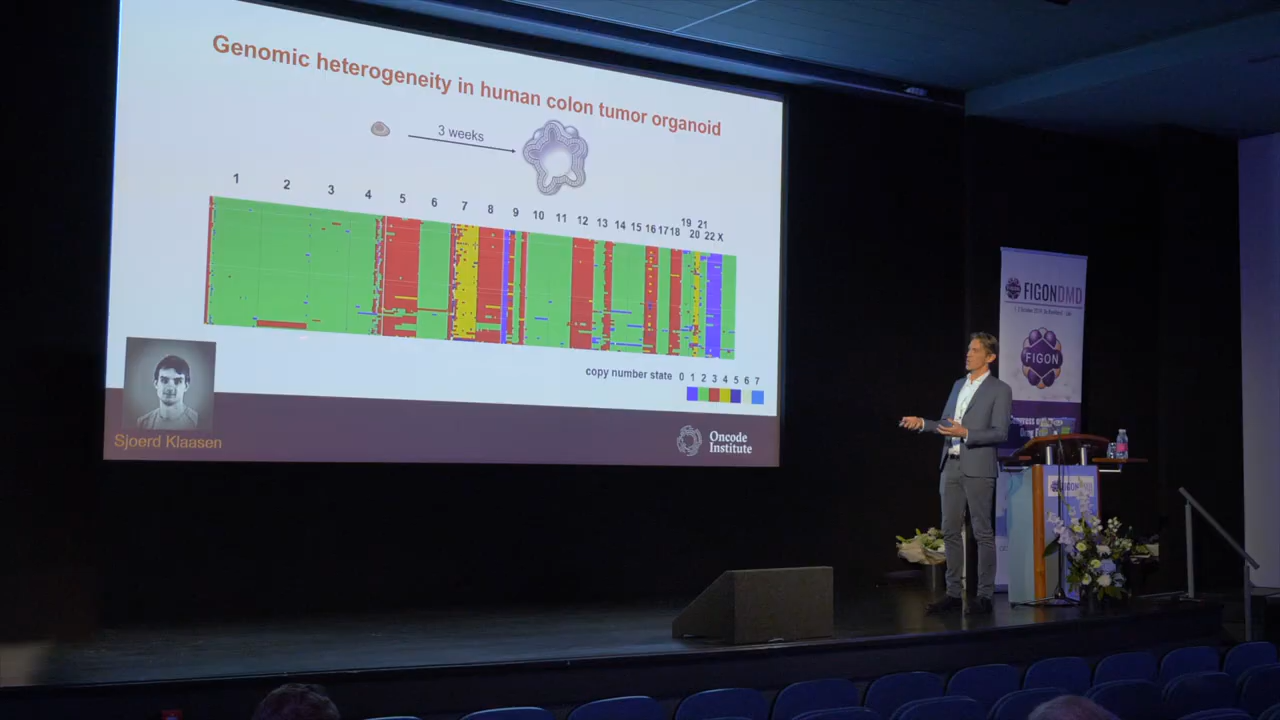 Genomic heterogeneity in human colon tumor organoid
3 weeks
1 2 3 4 5 6 7 8 9 10 11 12 13 14 15 16 17 18 19 20 21 22 X
copy number state 0 1 2 3 4 5 6 7
Sjoerd Klaasen
Oncode
Institute
FIGONDMD
FIGON
FIGONDMD